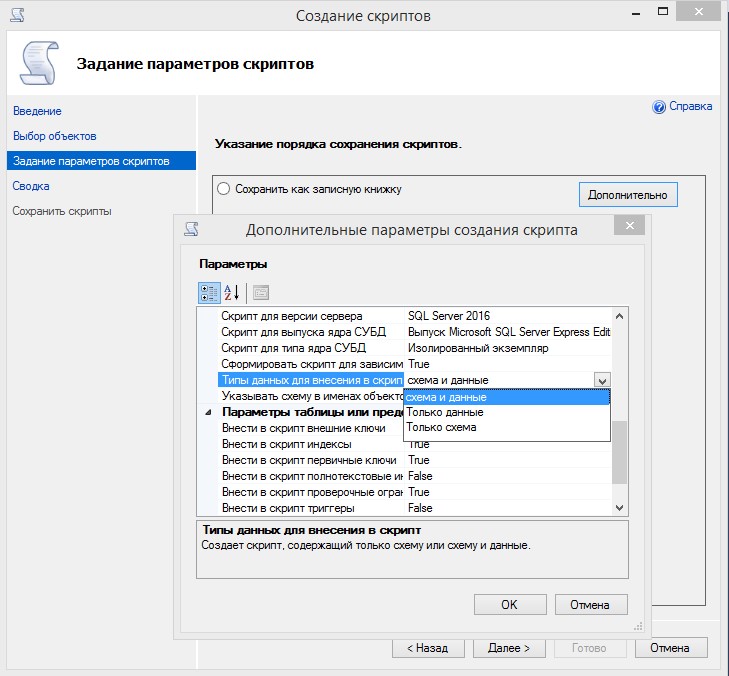 Создание скриптов
Задание параметров скриптов
Справка
Введение
Выбор объектов
Задание параметров скриптов
Сводка
Сохранить скрипты
Указание порядка сохранения скриптов.
Сохранить как записную книжку
Дополнительно
Дополнительные параметры создания скрипта
Параметры
Скрипт для версии сервера SQL Server 2016
Скрипт для выпуска ядра СУБД Выпуск Microsoft SQL Server Express Edit
Скрипт для типа ядра СУБД Изолированный экземпляр
Сформировать скрипт для зависим True
Типы данных для внесения в скрип схема и данные
Указывать схему в именах объекто
схема и данные
Только данные
Только схема
Параметры таблицы или пред
Внести в скрипт внешние ключи
Внести в скрипт индексы True
Внести в скрипт первичные ключи True
Внести в скрипт полнотекстовые ин False
Внести в скрипт проверочные огран True
Внести в скрипт триггеры False
Типы данных для внесения в скрипт
Создает скрипт, содержащий только схему или схему и данные.
OK
Отмена
< Назад
Далее >
Готово
Отмена